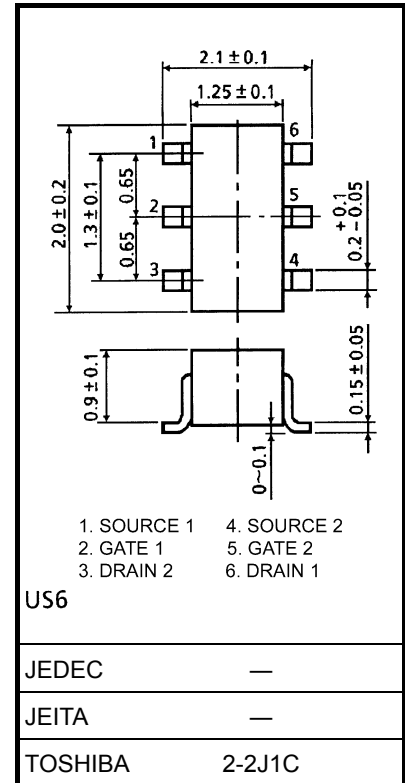 2.1±0.1
1.25±0.1
1 6
2 5
3 4
2.0±0.2
1.3±0.1
0.65
0.65
+0.1
0.2-0.05
0.9±0.1
0.15±0.05
0~0.1
1. SOURCE 1 4. SOURCE 2
2. GATE 1 5. GATE 2
3. DRAIN 2 6. DRAIN 1
US6
JEDEC —
JEITA —
TOSHIBA 2-2J1C